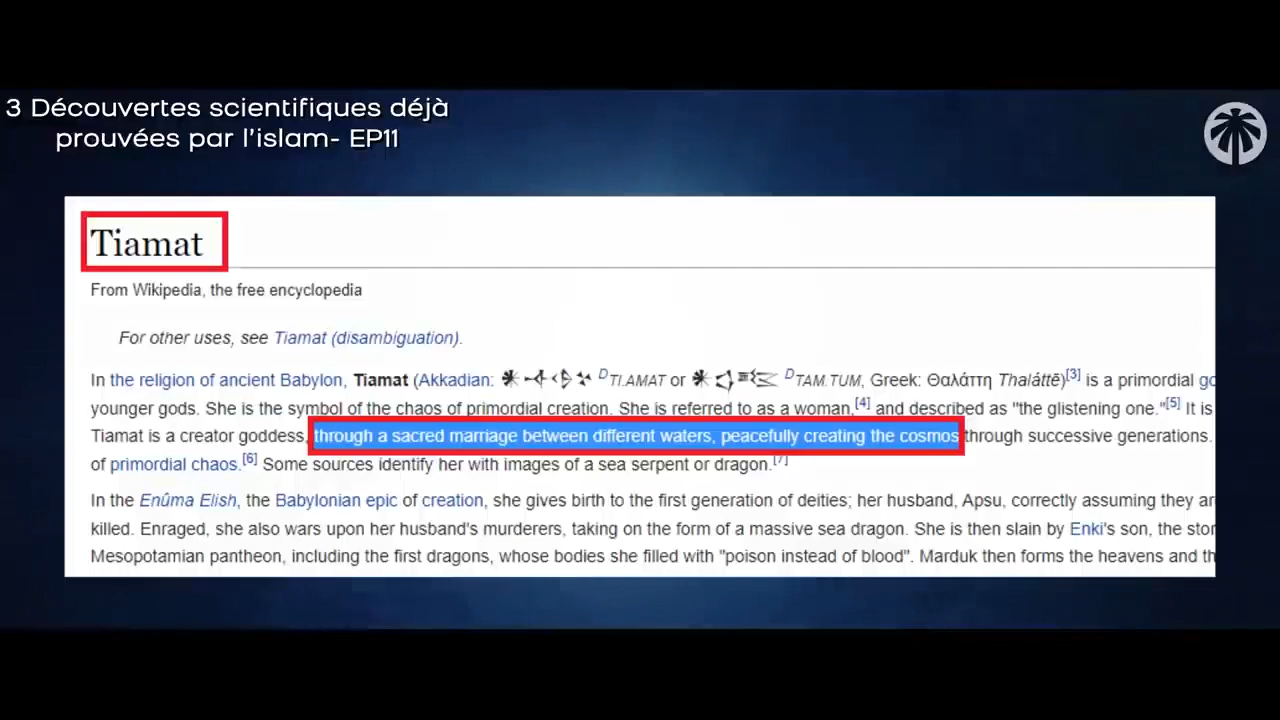 3 Découvertes scientifiques déjà
prouvées par l'islam- EP11
Tiamat
From Wikipedia, the free encyclopedia
For other uses, see Tiamat (disambiguation).
In the religion of ancient Babylon, Tiamat (Akkadian: DTI.AMAT or DTAM.TUM, Greek: Θαλάττη Thaláttē)[3] is a primordial
younger gods. She is the symbol of the chaos of primordial creation. She is referred to as a woman,[4] and described as "the glistening one."[5] It is
Tiamat is a creator goddess, through a sacred marriage between different waters, peacefully creating the cosmos through successive generations.
of primordial chaos.[6] Some sources identify her with images of a sea serpent or dragon.[7]
In the Enûma Elish, the Babylonian epic of creation, she gives birth to the first generation of deities; her husband, Apsu, correctly assuming they
killed. Enraged, she also wars upon her husband's murderers, taking on the form of a massive sea dragon. She is then slain by Enki's son, the
Mesopotamian pantheon, including the first dragons, whose bodies she filled with "poison instead of blood". Marduk then forms the heavens and